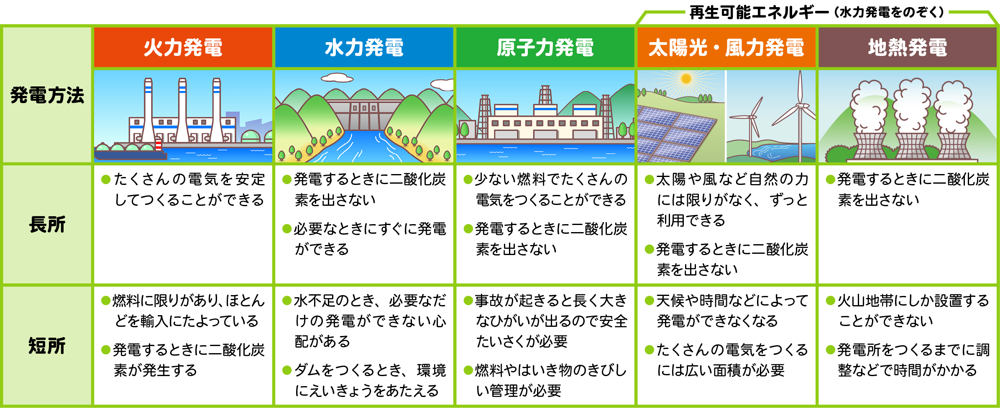 再生可能エネルギー（水力発電をのぞく）
発電方法
火力発電
水力発電
原子力発電
太陽光・風力発電
地熱発電
長所
●たくさんの電気を安定
してつくることができる
●発電するときに二酸化炭
素を出さない
●必要なときにすぐに発電
ができる
●少ない燃料でたくさんの
電気をつくることができる
●発電するときに二酸化炭
素を出さない
●太陽や風など自然の力
には限りがなく、ずっと
利用できる
●発電するときに二酸化炭
素を出さない
●発電するときに二酸化炭
素を出さない
短所
●燃料に限りがあり、ほとん
どを輸入にたよっている
●発電するときに二酸化炭
素が発生する
●水不足のとき、必要なだ
けの発電ができない心
配がある
●ダムをつくるとき、環境
にえいきょうをあたえる
●事故が起きると長く大き
なひがいが出るので安全
たいさくが必要
●燃料やはいき物のきびし
い管理が必要
●天候や時間などによって
発電ができなくなる
●たくさんの電気をつくる
には広い面積が必要
●火山地帯にしか設置する
ことができない
●発電所をつくるまでに調
整などで時間がかかる